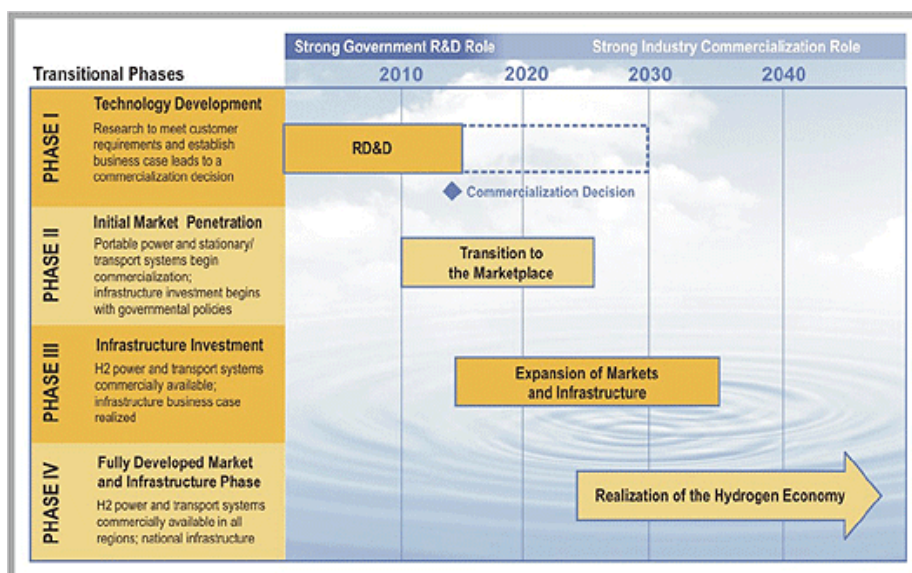 Strong Government R&D Role
Strong Industry Commercialization Role
Transitional Phases
2010
2020
2030
2040
PHASE I
Technology Development
Research to meet customer
requirements and establish
business case leads to a
commercialization decision
RD&D
Commercialization Decision
PHASE II
Initial Market Penetration
Portable power and stationary/
transport systems begin
commercialization;
infrastructure investment begins
with governmental policies
Transition to
the Marketplace
PHASE III
Infrastructure Investment
H2 power and transport systems
commercially available;
infrastructure business case
realized
Expansion of Markets
and Infrastructure
PHASE IV
Fully Developed Market
and Infrastructure Phase
H2 power and transport systems
commercially available in all
regions; national infrastructure
Realization of the Hydrogen Economy